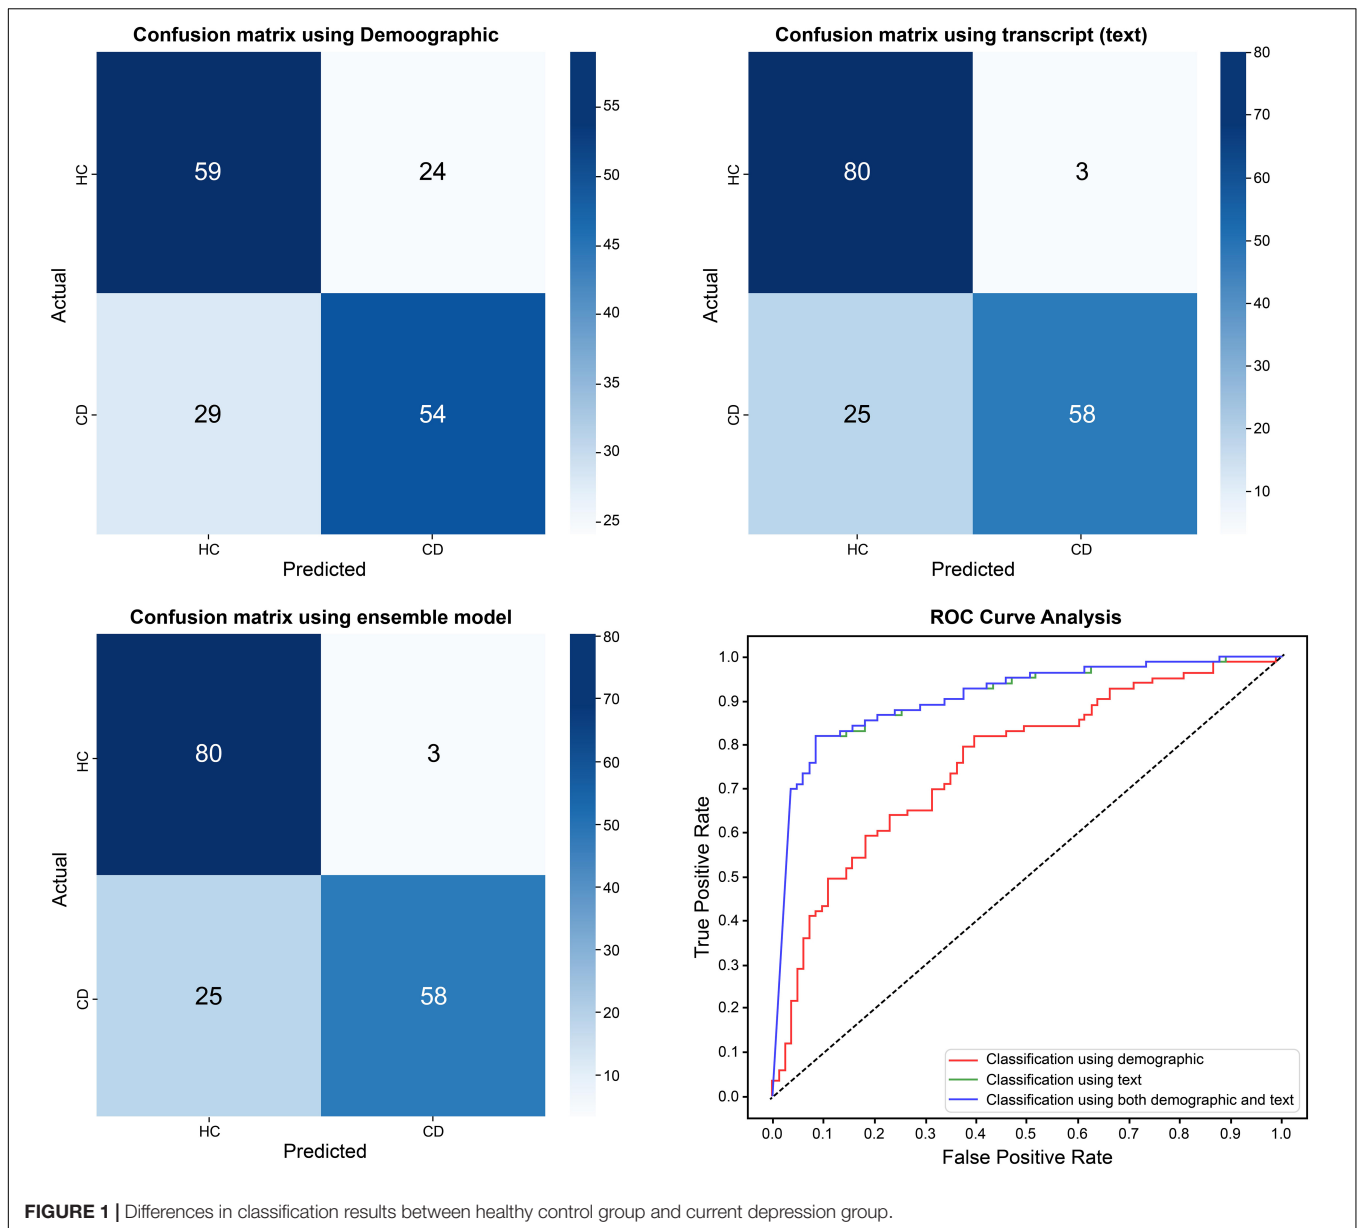 Confusion matrix using Demoographic
59
24
29
54
HC
CD
Actual
HC
CD
Predicted
55
50
45
40
35
30
25
Confusion matrix using transcript (text)
80
3
25
58
HC
CD
Actual
HC
CD
Predicted
80
70
60
50
40
30
20
10
Confusion matrix using ensemble model
80
3
25
58
HC
CD
Actual
HC
CD
Predicted
80
70
60
50
40
30
20
10
ROC Curve Analysis
1.0
0.9
0.8
0.7
0.6
0.5
0.4
0.3
0.2
0.1
0.0
True Positive Rate
Classification using demographic
Classification using text
Classification using both demographic and text
0.0 0.1 0.2 0.3 0.4 0.5 0.6 0.7 0.8 0.9 1.0
False Positive Rate
FIGURE 1 | Differences in classification results between healthy control group and current depression group.